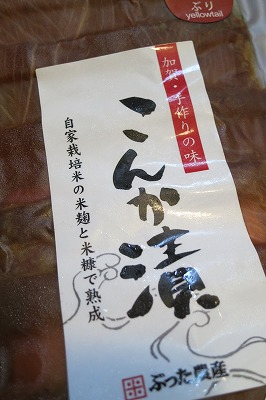 ぶり
yellowtail
加賀・手作りの味
こんか漬
自家栽培米の米麹と米糠で熟成
ぶった農産